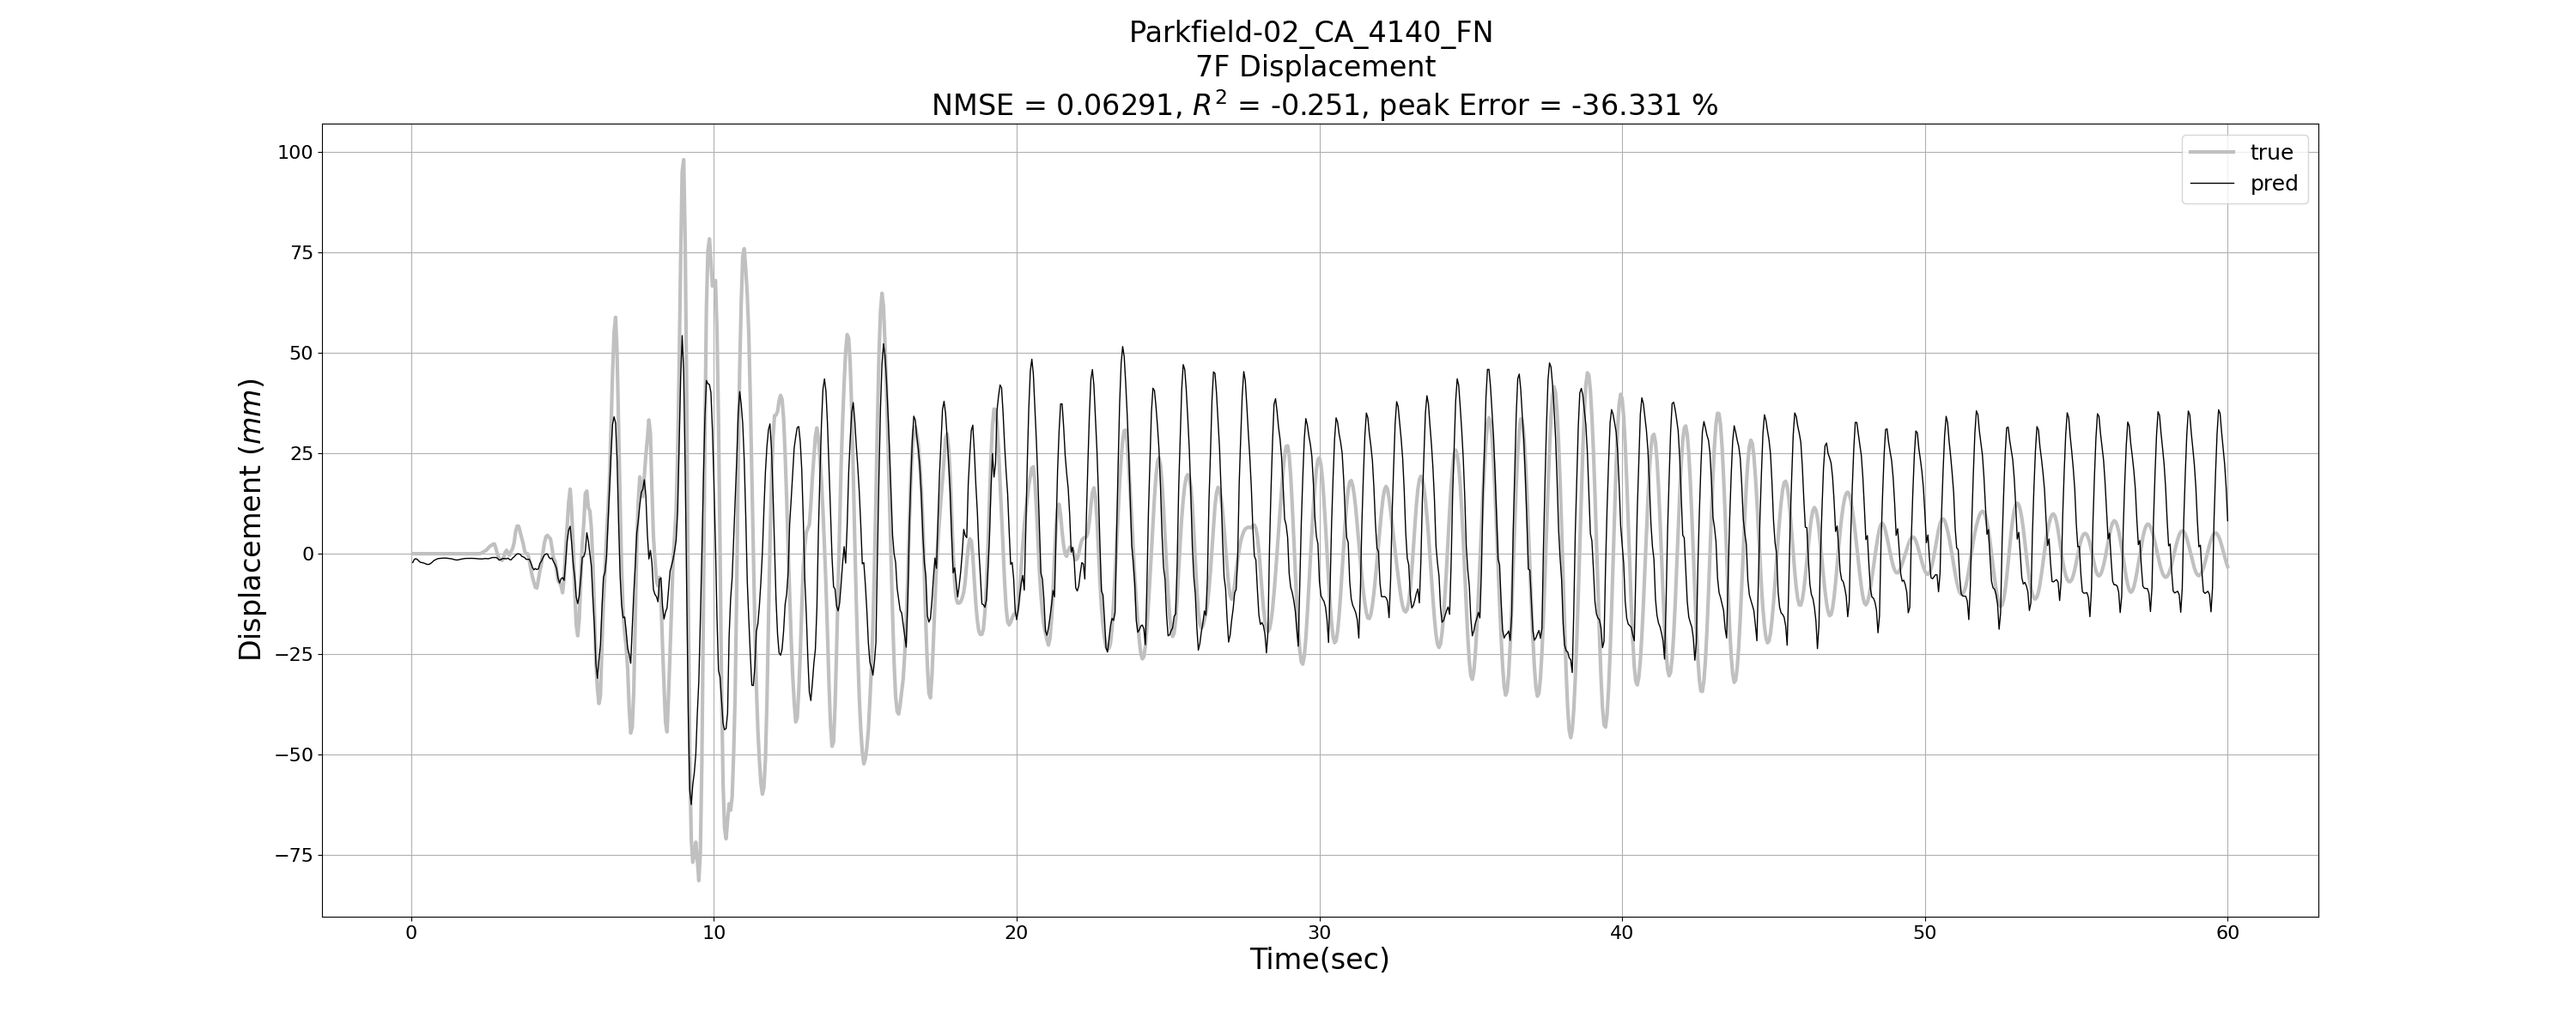 Parkfield-02_CA_4140_FN
7F Displacement
NMSE = 0.06291, R² = -0.251, peak Error = -36.331 %
true
pred
100
75
50
25
0
−25
−50
−75
Displacement (mm)
0 10 20 30 40 50 60
Time(sec)